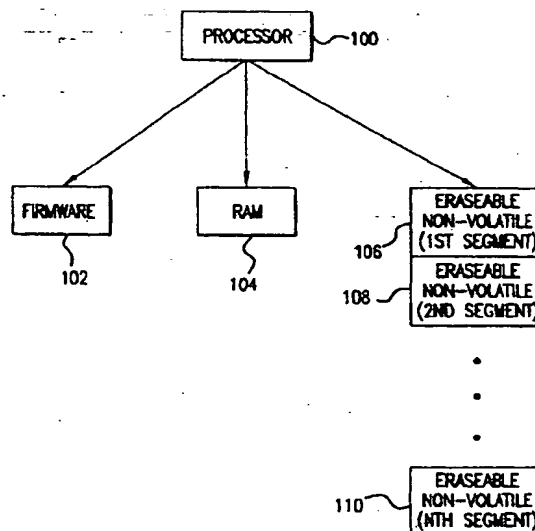 PROCESSOR
100
FIRMWARE
102
RAM
104
ERASEABLE
NON-VOLATILE
(1ST SEGMENT)
106
ERASEABLE
NON-VOLATILE
(2ND SEGMENT)
108
ERASEABLE
NON-VOLATILE
(NTH SEGMENT)
110